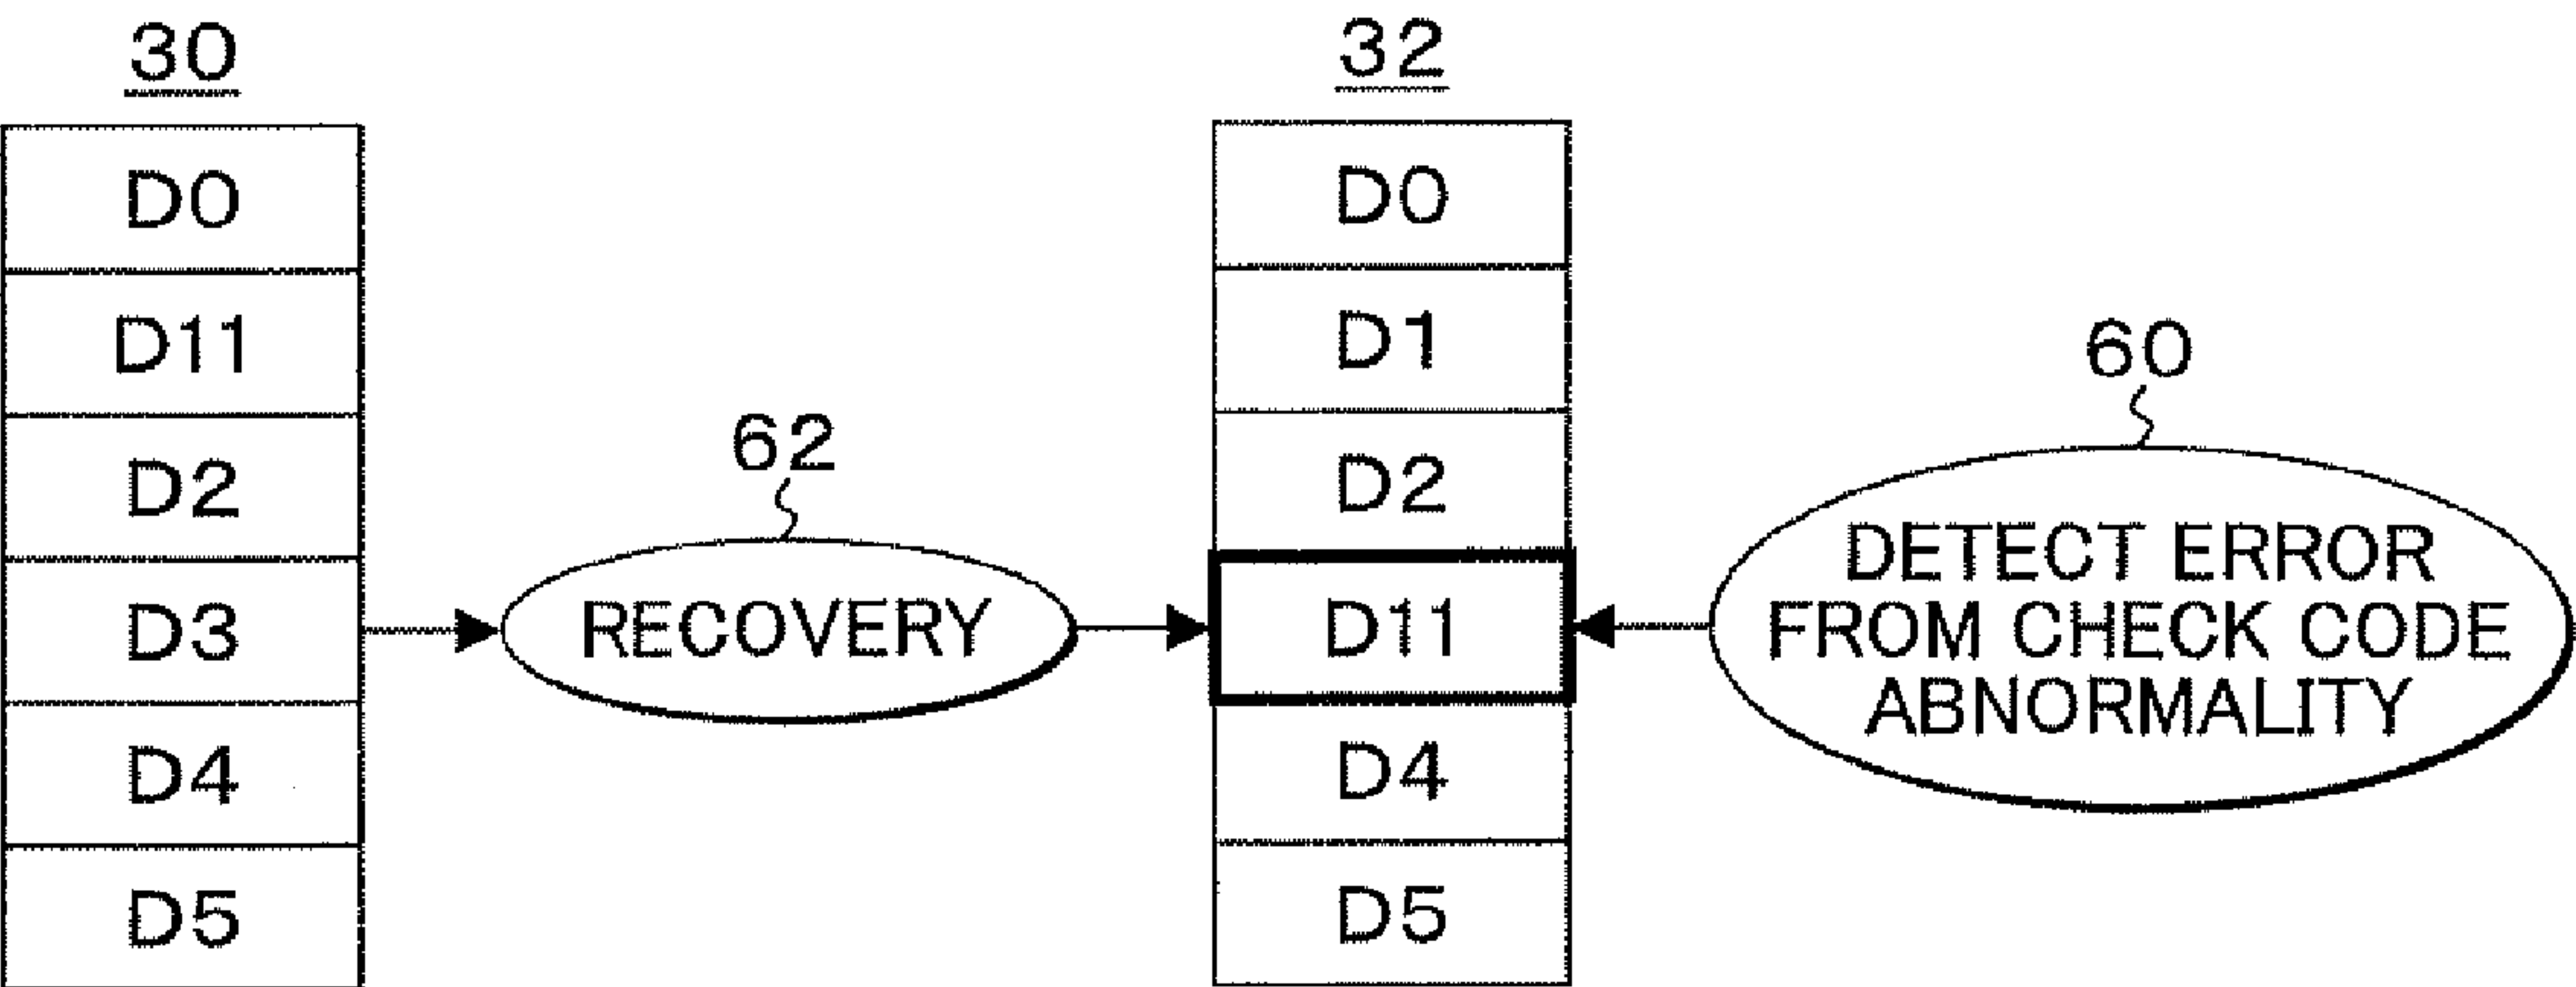 30
D0
D11
D2
D3
D4
D5
62
RECOVERY
32
D0
D1
D2
D11
D4
D5
60
DETECT ERROR
FROM CHECK CODE
ABNORMALITY